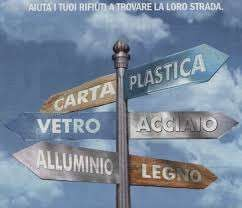 AIUTA I TUOI RIFIUTI A TROVARE LA LORO STRADA.
PLASTICA
CARTA
VETRO
ACCIAIO
ALLUMINIO
LEGNO